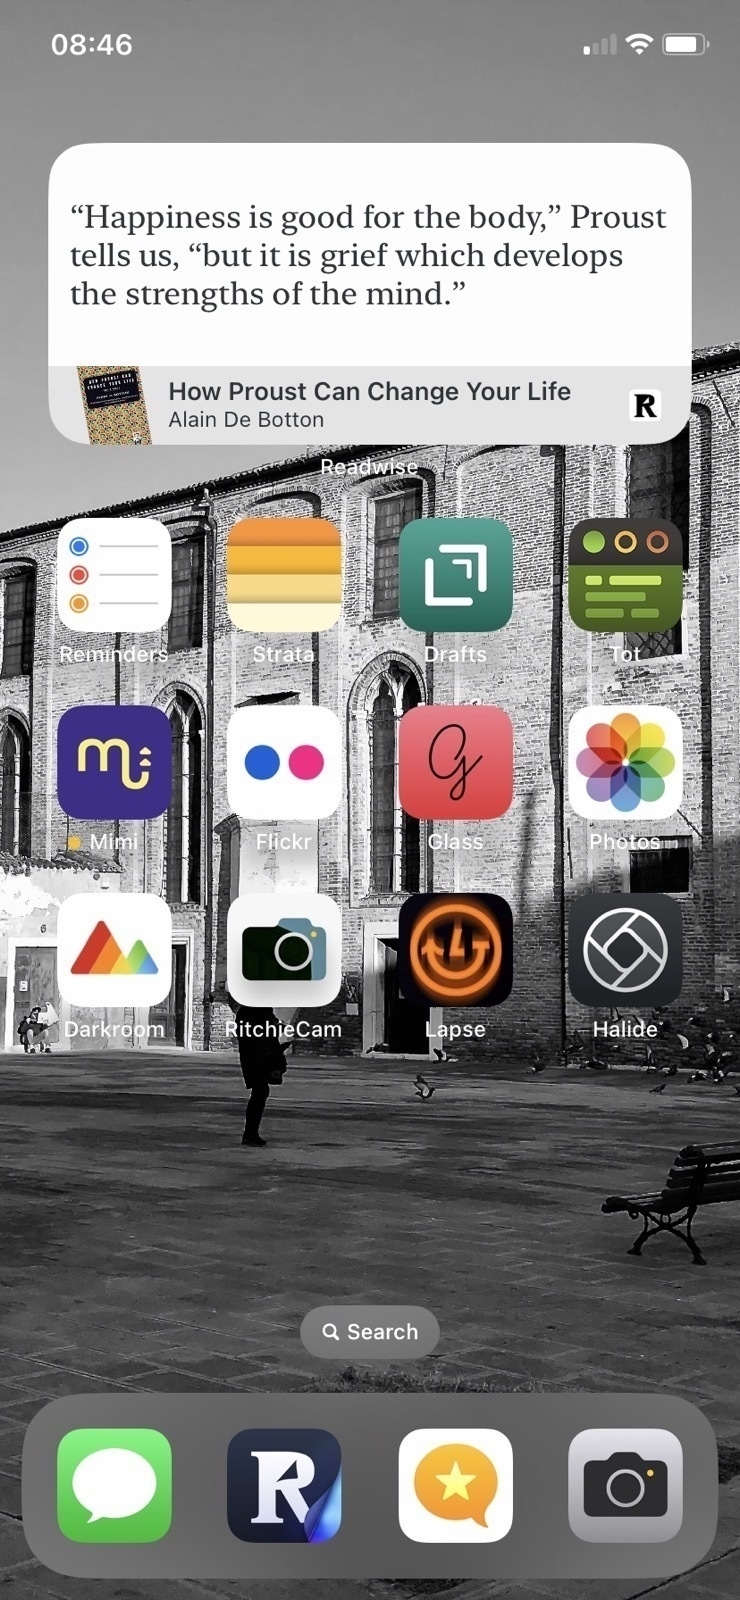 08:46
“Happiness is good for the body,” Proust
tells us, “but it is grief which develops
the strengths of the mind.”
How Proust Can Change Your Life
Alain De Botton
R
Readwise
Reminders
Strata
Drafts
Tot
Mimi
Flickr
Glass
Photos
Darkroom
RitchieCam
Lapse
Halide
Search
R